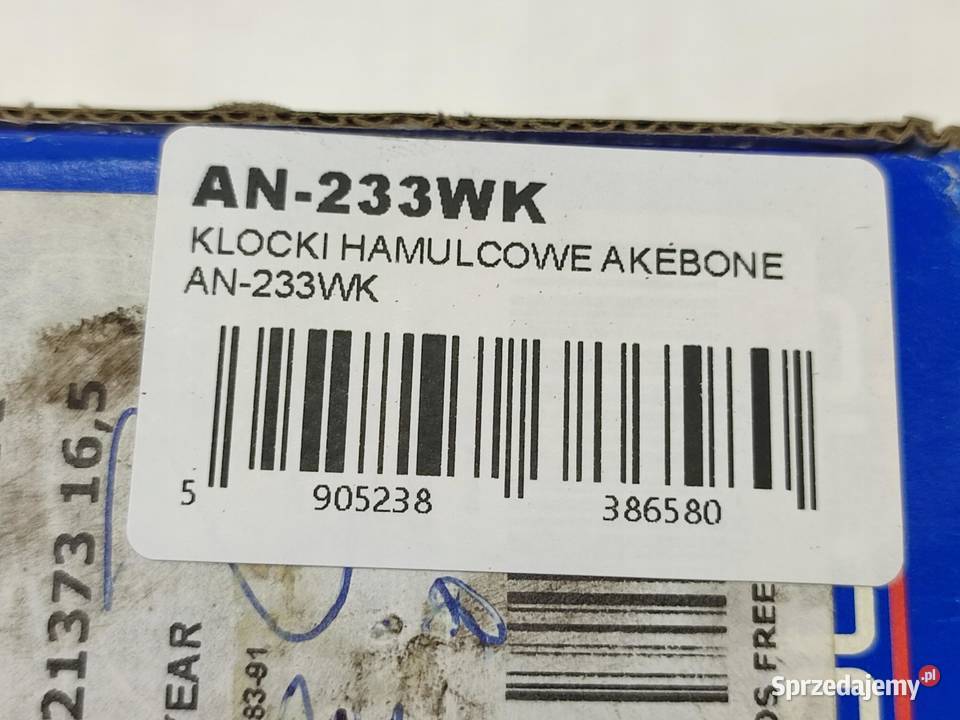 AN-233WK
KLOCKI HAMULCOWE AKEBONE
AN-233WK
5 905238 386580
21373 16,5
YEAR
83-91
OS FREE
Sprzedajemy.pl